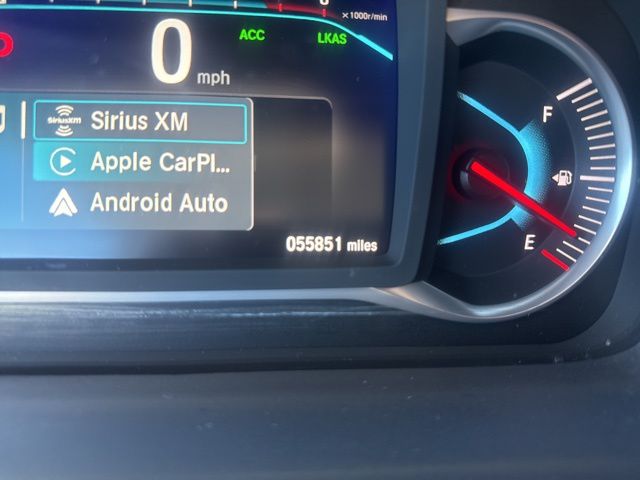 ×1000r/min
0
mph
ACC
LKAS
SiriusXM
Sirius XM
Apple CarPl...
Android Auto
055851 miles
F
E